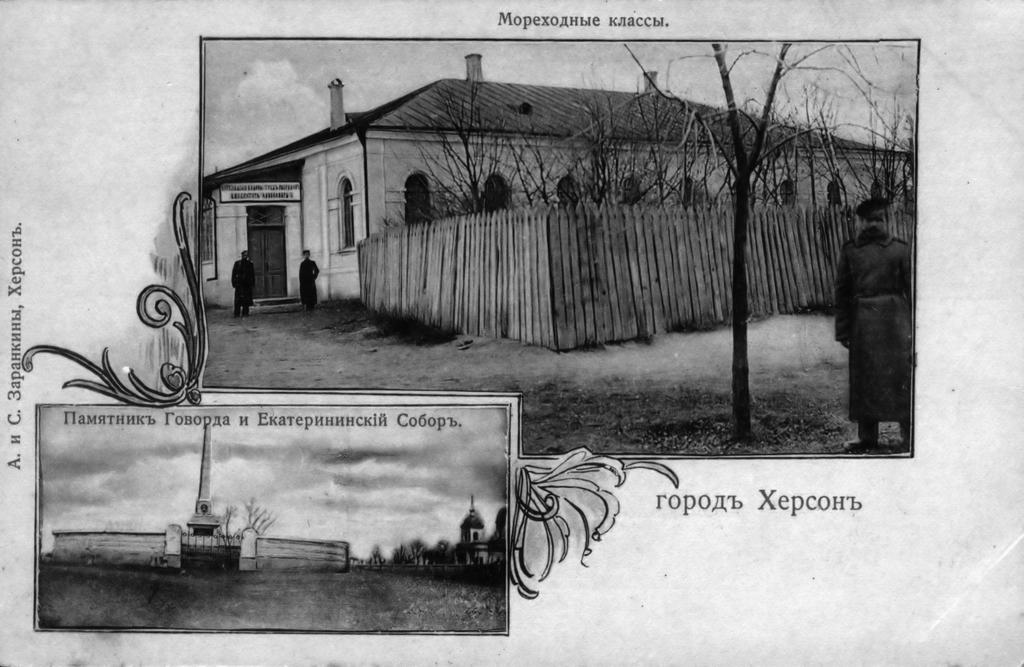 Мореходные классы.
Памятникъ Говорда и Екатерининскій Соборъ.
городъ Херсонъ
А. и С. Заранкины, Херсонъ.